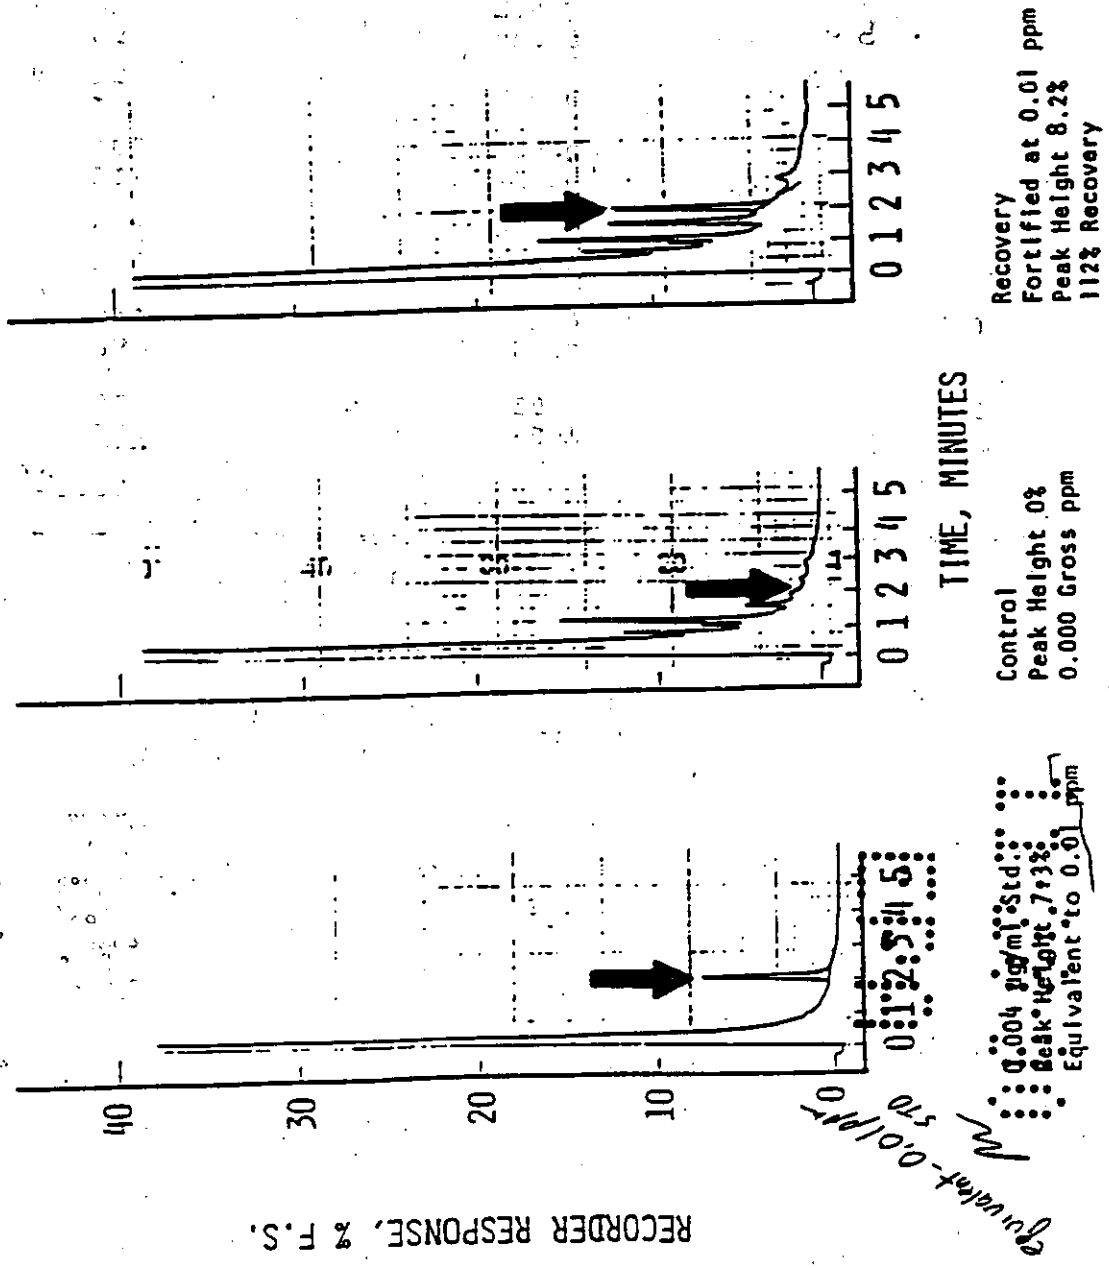 RECORDER RESPONSE, % F.S.
40
30
20
10
0
0 1 2 3 4 5
0 1 2 3 4 5
0 1 2 3 4 5
TIME, MINUTES
0.004 µg/ml Std.
Peak Height 7.3%
Equivalent to 0.01 ppm
Control
Peak Height 0%
0.000 Gross ppm
Recovery
Fortified at 0.01 ppm
Peak Height 8.2%
112% Recovery
Equivalent - 0.01 ppm
STD